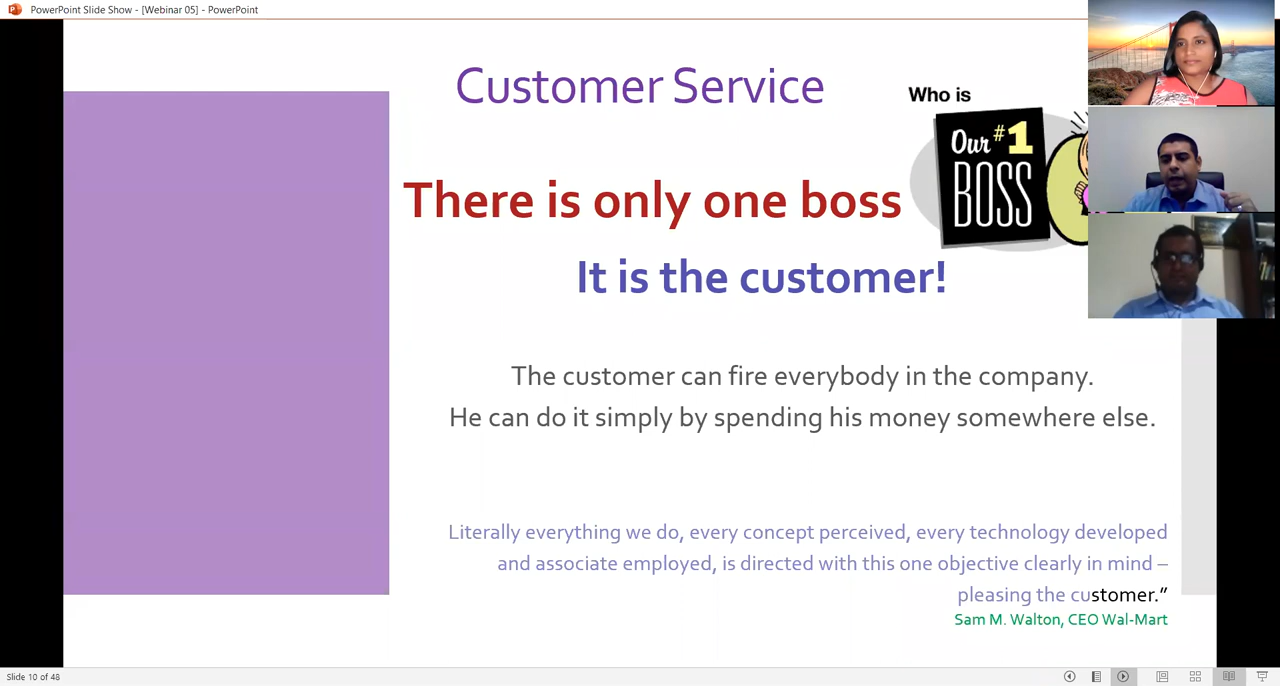 PowerPoint Slide Show - [Webinar 05] - PowerPoint
Customer Service
Who is
Our #1
BOSS
There is only one boss
It is the customer!
The customer can fire everybody in the company.
He can do it simply by spending his money somewhere else.
Literally everything we do, every concept perceived, every technology developed
and associate employed, is directed with this one objective clearly in mind –
pleasing the customer.”
Sam M. Walton, CEO Wal-Mart
Slide 10 of 48